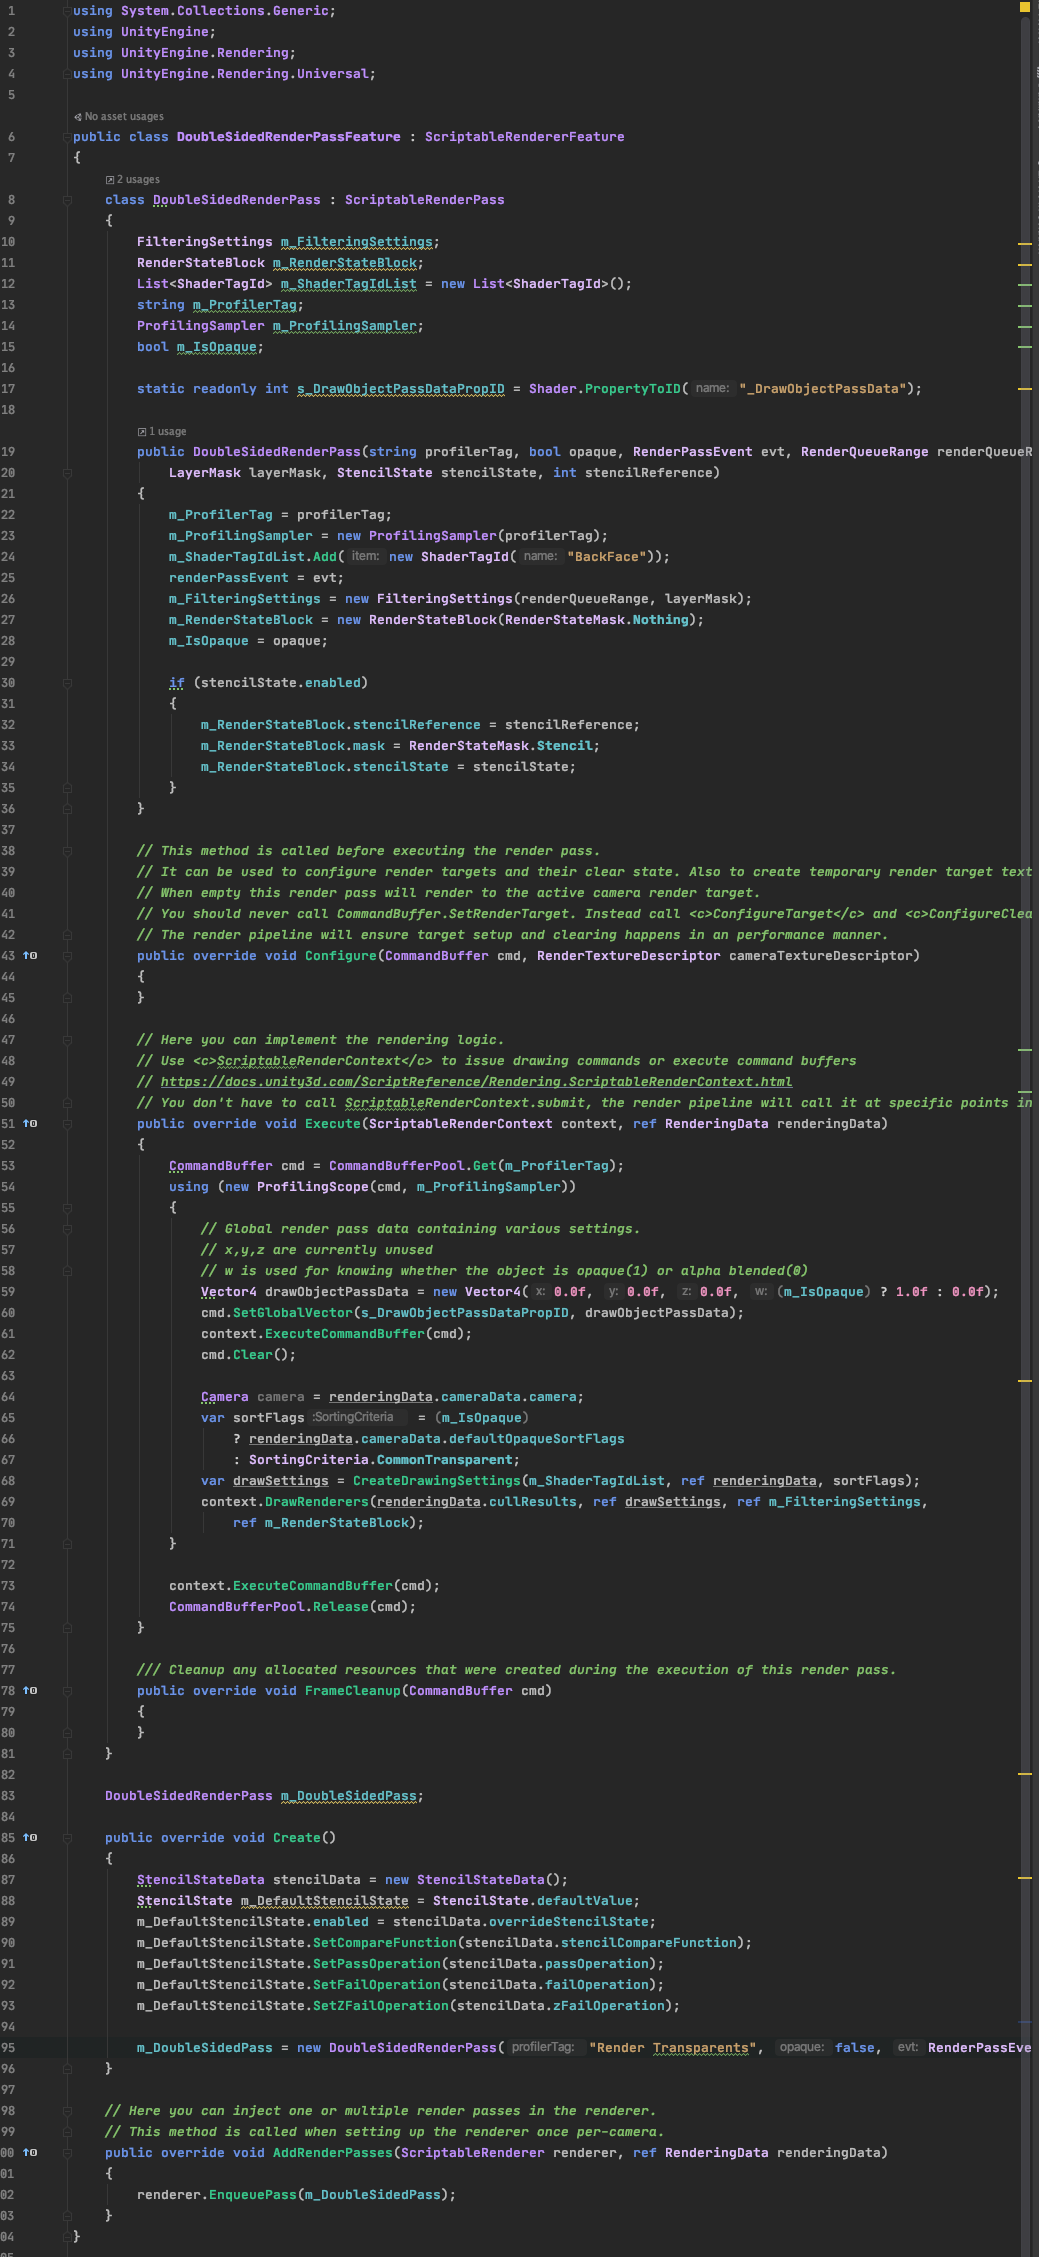 1 using System.Collections.Generic;
2 using UnityEngine;
3 using UnityEngine.Rendering;
4 using UnityEngine.Rendering.Universal;
5
No asset usages
6 public class DoubleSidedRenderPassFeature : ScriptableRendererFeature
7 {
2 usages
8 class DoubleSidedRenderPass : ScriptableRenderPass
9 {
10 FilteringSettings m_FilteringSettings;
11 RenderStateBlock m_RenderStateBlock;
12 List<ShaderTagId> m_ShaderTagIdList = new List<ShaderTagId>();
13 string m_ProfilerTag;
14 ProfilingSampler m_ProfilingSampler;
15 bool m_IsOpaque;
16
17 static readonly int s_DrawObjectPassDataPropID = Shader.PropertyToID( name: "_DrawObjectPassData");
18
1 usage
19 public DoubleSidedRenderPass(string profilerTag, bool opaque, RenderPassEvent evt, RenderQueueRange renderQueueR
20 LayerMask layerMask, StencilState stencilState, int stencilReference)
21 {
22 m_ProfilerTag = profilerTag;
23 m_ProfilingSampler = new ProfilingSampler(profilerTag);
24 m_ShaderTagIdList.Add( item: new ShaderTagId( name: "BackFace"));
25 renderPassEvent = evt;
26 m_FilteringSettings = new FilteringSettings(renderQueueRange, layerMask);
27 m_RenderStateBlock = new RenderStateBlock(RenderStateMask.Nothing);
28 m_IsOpaque = opaque;
29
30 if (stencilState.enabled)
31 {
32 m_RenderStateBlock.stencilReference = stencilReference;
33 m_RenderStateBlock.mask = RenderStateMask.Stencil;
34 m_RenderStateBlock.stencilState = stencilState;
35 }
36 }
37
38 // This method is called before executing the render pass.
39 // It can be used to configure render targets and their clear state. Also to create temporary render target text
40 // When empty this render pass will render to the active camera render target.
41 // You should never call CommandBuffer.SetRenderTarget. Instead call <c>ConfigureTarget</c> and <c>ConfigureClea
42 // The render pipeline will ensure target setup and clearing happens in an performance manner.
43 public override void Configure(CommandBuffer cmd, RenderTextureDescriptor cameraTextureDescriptor)
44 {
45 }
46
47 // Here you can implement the rendering logic.
48 // Use <c>ScriptableRenderContext</c> to issue drawing commands or execute command buffers
49 // https://docs.unity3d.com/ScriptReference/Rendering.ScriptableRenderContext.html
50 // You don't have to call ScriptableRenderContext.submit, the render pipeline will call it at specific points in
51 public override void Execute(ScriptableRenderContext context, ref RenderingData renderingData)
52 {
53 CommandBuffer cmd = CommandBufferPool.Get(m_ProfilerTag);
54 using (new ProfilingScope(cmd, m_ProfilingSampler))
55 {
56 // Global render pass data containing various settings.
57 // x,y,z are currently unused
58 // w is used for knowing whether the object is opaque(1) or alpha blended(0)
59 Vector4 drawObjectPassData = new Vector4( x: 0.0f, y: 0.0f, z: 0.0f, w: (m_IsOpaque) ? 1.0f : 0.0f);
60 cmd.SetGlobalVector(s_DrawObjectPassDataPropID, drawObjectPassData);
61 context.ExecuteCommandBuffer(cmd);
62 cmd.Clear();
63
64 Camera camera = renderingData.cameraData.camera;
65 var sortFlags :SortingCriteria = (m_IsOpaque)
66 ? renderingData.cameraData.defaultOpaqueSortFlags
67 : SortingCriteria.CommonTransparent;
68 var drawSettings = CreateDrawingSettings(m_ShaderTagIdList, ref renderingData, sortFlags);
69 context.DrawRenderers(renderingData.cullResults, ref drawSettings, ref m_FilteringSettings,
70 ref m_RenderStateBlock);
71 }
72
73 context.ExecuteCommandBuffer(cmd);
74 CommandBufferPool.Release(cmd);
75 }
76
77 /// Cleanup any allocated resources that were created during the execution of this render pass.
78 public override void FrameCleanup(CommandBuffer cmd)
79 {
80 }
81 }
82
83 DoubleSidedRenderPass m_DoubleSidedPass;
84
85 public override void Create()
86 {
87 StencilStateData stencilData = new StencilStateData();
88 StencilState m_DefaultStencilState = StencilState.defaultValue;
89 m_DefaultStencilState.enabled = stencilData.overrideStencilState;
90 m_DefaultStencilState.SetCompareFunction(stencilData.stencilCompareFunction);
91 m_DefaultStencilState.SetPassOperation(stencilData.passOperation);
92 m_DefaultStencilState.SetFailOperation(stencilData.failOperation);
93 m_DefaultStencilState.SetZFailOperation(stencilData.zFailOperation);
94
95 m_DoubleSidedPass = new DoubleSidedRenderPass( profilerTag: "Render Transparents", opaque: false, evt: RenderPassEve
96 }
97
98 // Here you can inject one or multiple render passes in the renderer.
99 // This method is called when setting up the renderer once per-camera.
00 public override void AddRenderPasses(ScriptableRenderer renderer, ref RenderingData renderingData)
01 {
02 renderer.EnqueuePass(m_DoubleSidedPass);
03 }
04 }